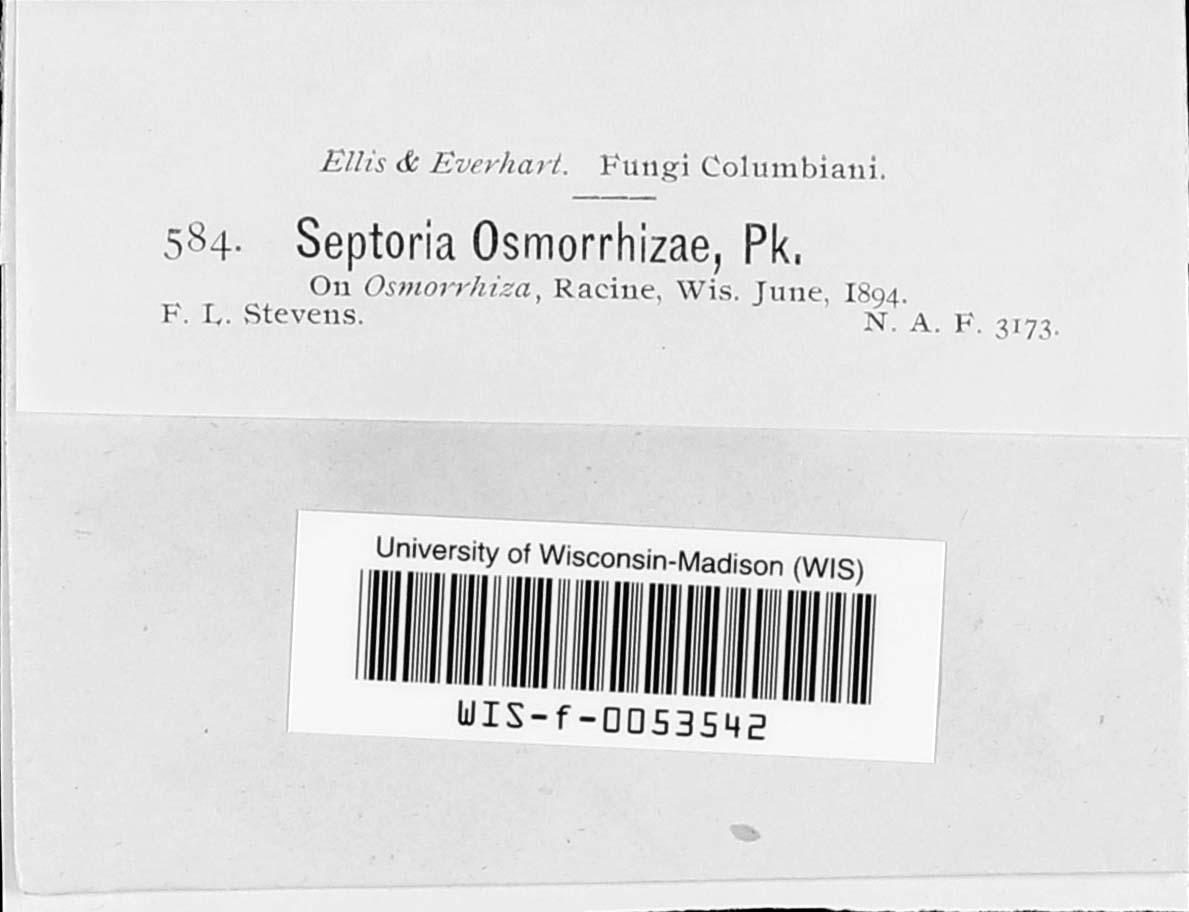 Ellis & Everhart. Fungi Columbiani.
584. Septoria Osmorrhizae, Pk.
On Osmorrhiza, Racine, Wis. June, 1894.
F. L. Stevens. N. A. F. 3173.
University of Wisconsin-Madison (WIS)
WIS-f-0053542